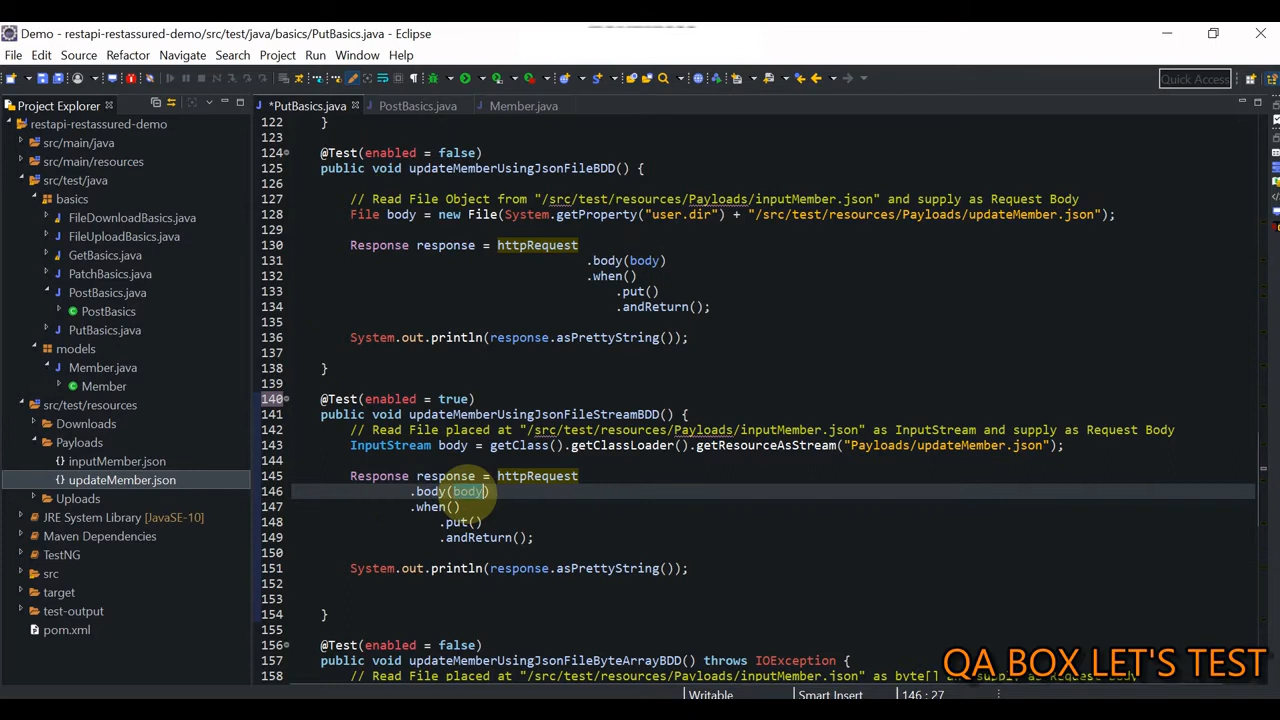 Demo - restapi-restassured-demo/src/test/java/basics/PutBasics.java - Eclipse
File Edit Source Refactor Navigate Search Project Run Window Help
Quick Access
Project Explorer
*PutBasics.java PostBasics.java Member.java
restapi-restassured-demo
src/main/java
src/main/resources
src/test/java
basics
FileDownloadBasics.java
FileUploadBasics.java
GetBasics.java
PatchBasics.java
PostBasics.java
PostBasics
PutBasics.java
models
Member.java
Member
src/test/resources
Downloads
Payloads
inputMember.json
updateMember.json
Uploads
JRE System Library [JavaSE-10]
Maven Dependencies
TestNG
src
target
test-output
pom.xml
122 }
123
124 @Test(enabled = false)
125 public void updateMemberUsingJsonFileBDD() {
126
127 // Read File Object from "/src/test/resources/Payloads/inputMember.json" and supply as Request Body
128 File body = new File(System.getProperty("user.dir") + "/src/test/resources/Payloads/updateMember.json");
129
130 Response response = httpRequest
131 .body(body)
132 .when()
133 .put()
134 .andReturn();
135
136 System.out.println(response.asPrettyString());
137
138 }
139
140 @Test(enabled = true)
141 public void updateMemberUsingJsonFileStreamBDD() {
142 // Read File placed at "/src/test/resources/Payloads/inputMember.json" as InputStream and supply as Request Body
143 InputStream body = getClass().getClassLoader().getResourceAsStream("Payloads/updateMember.json");
144
145 Response response = httpRequest
146 .body(body)
147 .when()
148 .put()
149 .andReturn();
150
151 System.out.println(response.asPrettyString());
152
153
154 }
155
156 @Test(enabled = false)
157 public void updateMemberUsingJsonFileByteArrayBDD() throws IOException {
158 // Read File placed at "/src/test/resources/Payloads/inputMember.json" as byte[] and supply as Request Body
QA BOX LET'S TEST
Writable Smart Insert 146 : 27